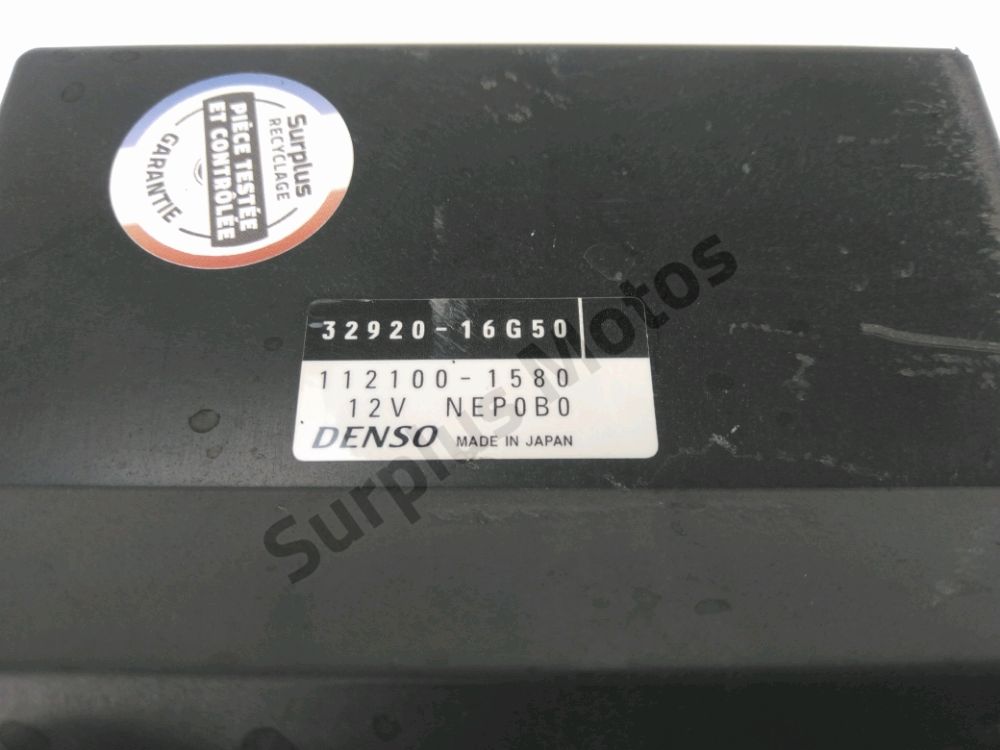 Surplus
RECYCLAGE
PIÈCE TESTÉE
ET CONTRÔLÉE
GARANTIE
32920-16G50
112100-1580
12V NEP0B0
DENSO MADE IN JAPAN
Surplus Motos